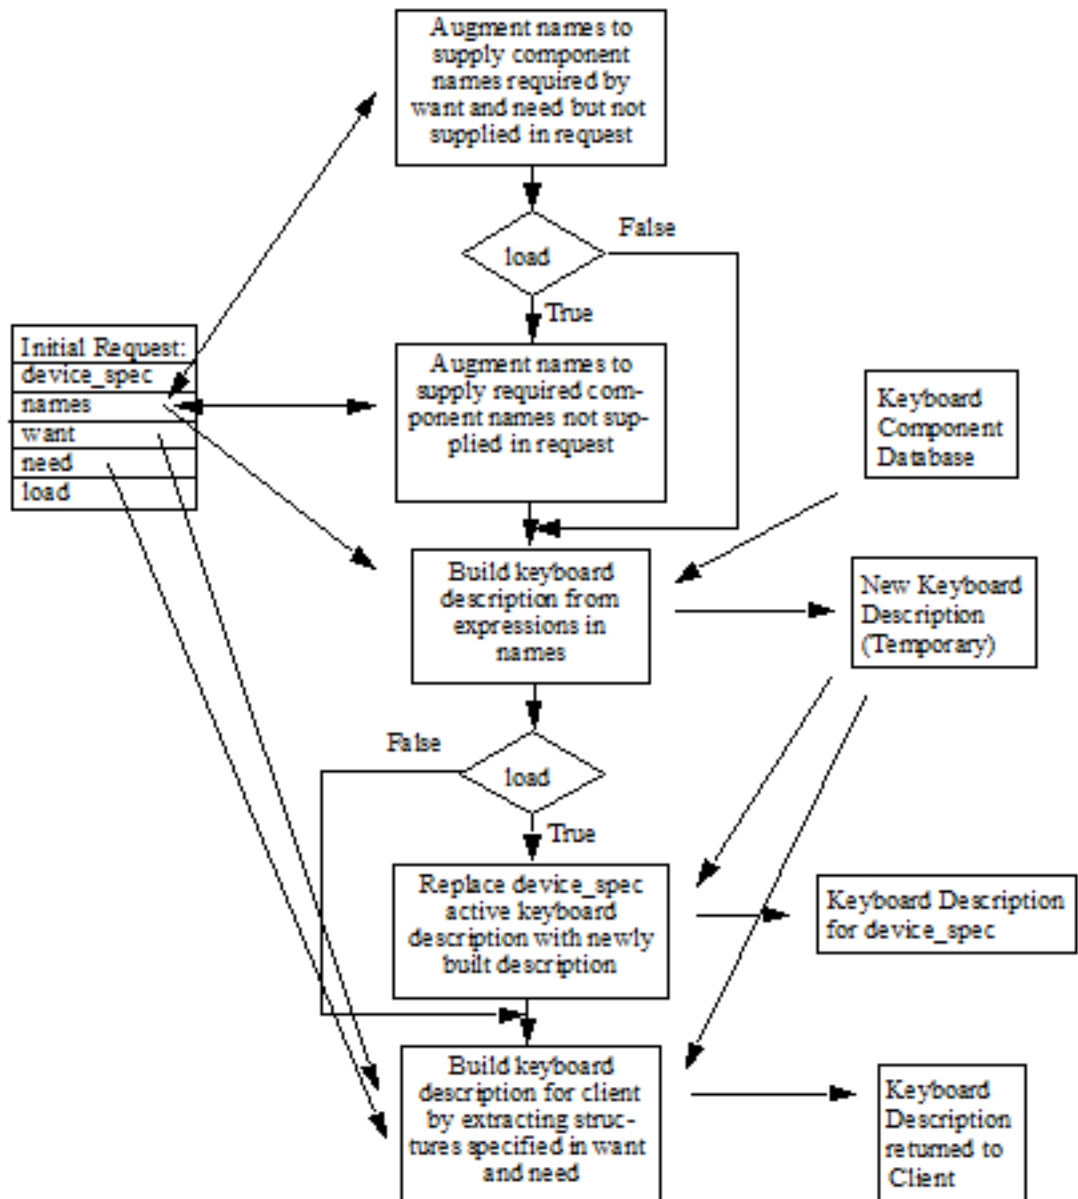 Augment names to
supply component
names required by
want and need but not
supplied in request
False
load
True
Initial Request:
device_spec
names
want
need
load
Augment names to
supply required com-
ponent names not sup-
plied in request
Keyboard
Component
Database
Build keyboard
description from
expressions in
names
New Keyboard
Description
(Temporary)
False
load
True
Replace device_spec
active keyboard
description with newly
built description
Keyboard Description
for device_spec
Build keyboard
description for client
by extracting struc-
tures specified in want
and need
Keyboard
Description
returned to
Client